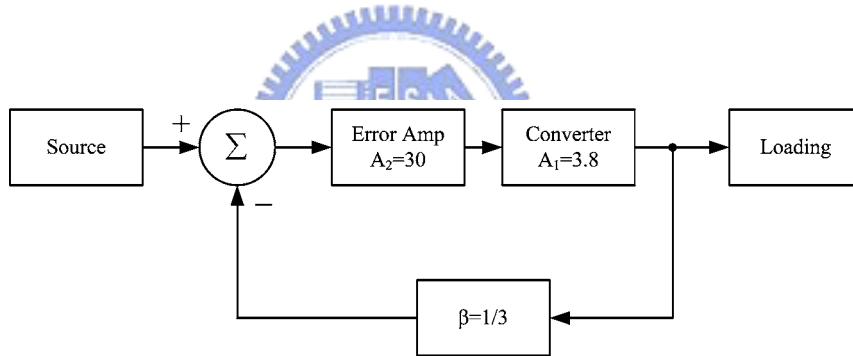 Source
+
Σ
−
Error Amp
A₂=30
Converter
A₁=3.8
Loading
β=1/3